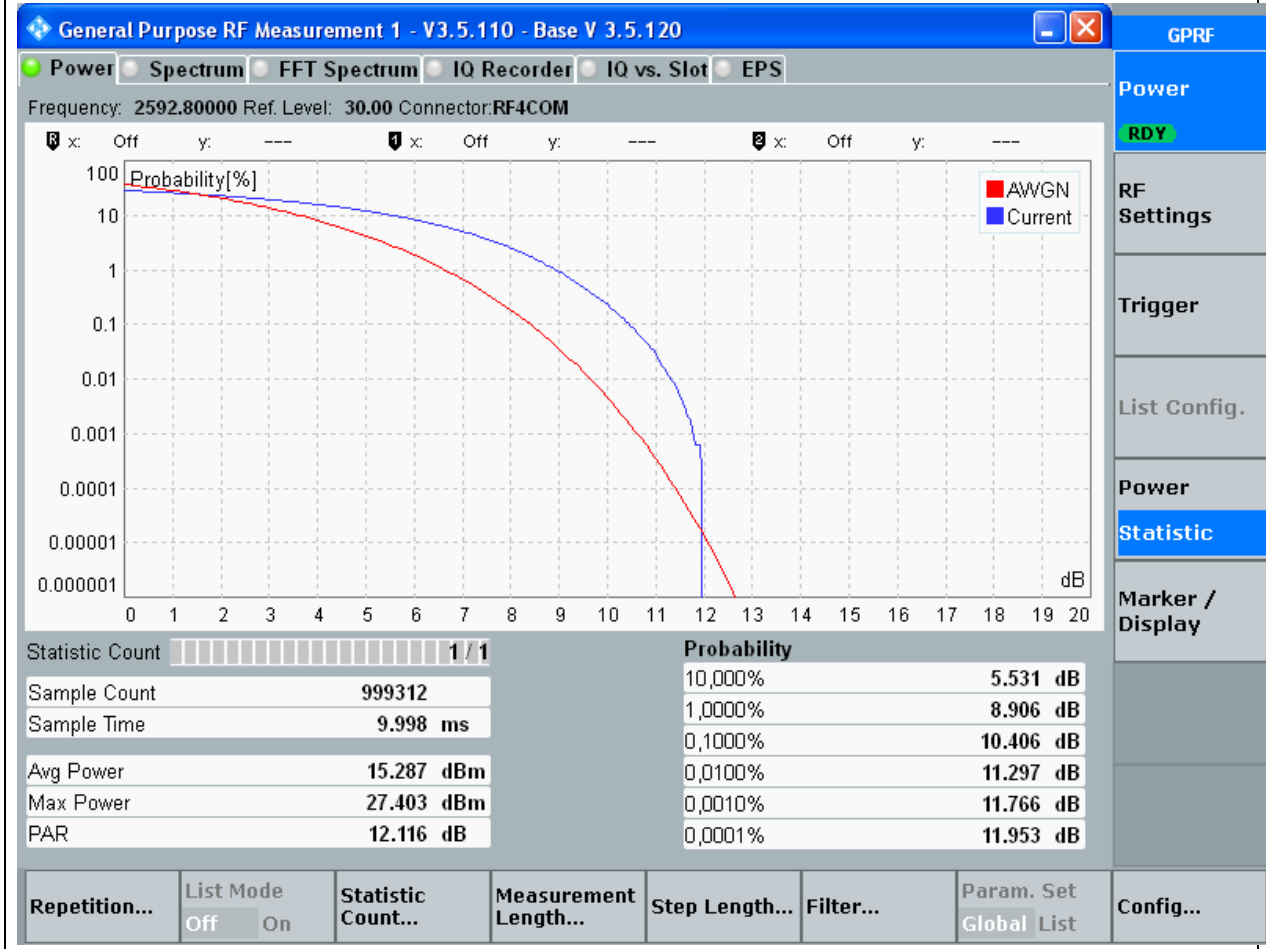 General Purpose RF Measurement 1 - V3.5.110 - Base V 3.5.120
GPRF
Power Spectrum FFT Spectrum IQ Recorder IQ vs. Slot EPS
Frequency: 2592.80000 Ref. Level: 30.00 Connector:RF4COM
R x: Off y: --- 1 x: Off y: --- 2 x: Off y: ---
Probability[%]
100
10
1
0.1
0.01
0.001
0.0001
0.00001
0.000001
AWGN
Current
dB
0 1 2 3 4 5 6 7 8 9 10 11 12 13 14 15 16 17 18 19 20
Statistic Count 1 / 1
Sample Count 999312
Sample Time 9.998 ms
Avg Power 15.287 dBm
Max Power 27.403 dBm
PAR 12.116 dB
Probability
10,000% 5.531 dB
1,0000% 8.906 dB
0,1000% 10.406 dB
0,0100% 11.297 dB
0,0010% 11.766 dB
0,0001% 11.953 dB
Power
RDY
RF
Settings
Trigger
List Config.
Power
Statistic
Marker /
Display
Repetition...
List Mode
Off On
Statistic
Count...
Measurement
Length...
Step Length...
Filter...
Param. Set
Global List
Config...